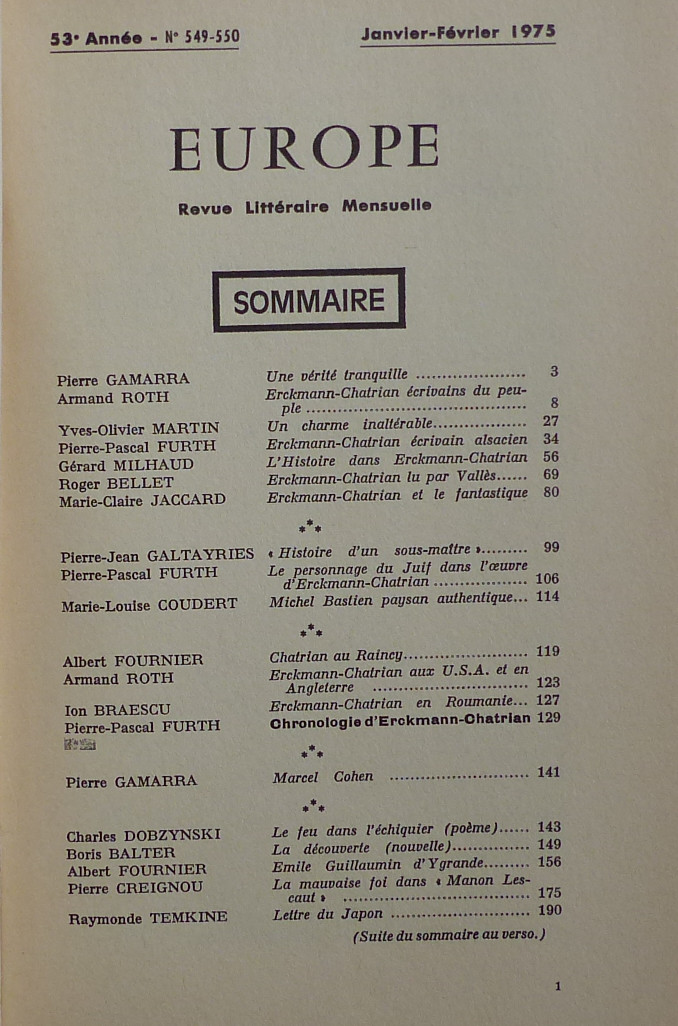 53e Année - N° 549-550 Janvier-Février 1975
EUROPE
Revue Littéraire Mensuelle
SOMMAIRE
Pierre GAMARRA Une vérité tranquille ..................... 3
Armand ROTH Erckmann-Chatrian écrivains du peu-
ple ............................................ 8
Yves-Olivier MARTIN Un charme inaltérable.................. 27
Pierre-Pascal FURTH Erckmann-Chatrian écrivain alsacien 34
Gérard MILHAUD L'Histoire dans Erckmann-Chatrian 56
Roger BELLET Erckmann-Chatrian lu par Vallès...... 69
Marie-Claire JACCARD Erckmann-Chatrian et le fantastique 80
***
Pierre-Jean GALTAYRIES « Histoire d'un sous-maître »......... 99
Pierre-Pascal FURTH Le personnage du Juif dans l'œuvre
d'Erckmann-Chatrian .................. 106
Marie-Louise COUDERT Michel Bastien paysan authentique... 114
***
Albert FOURNIER Chatrian au Raincy........................ 119
Armand ROTH Erckmann-Chatrian aux U.S.A. et en
Angleterre .............................. 123
Ion BRAESCU Erckmann-Chatrian en Roumanie... 127
Pierre-Pascal FURTH Chronologie d'Erckmann-Chatrian 129
***
Pierre GAMARRA Marcel Cohen ........................... 141
***
Charles DOBZYNSKI Le feu dans l'échiquier (poème)...... 143
Boris BALTER La découverte (nouvelle)............... 149
Albert FOURNIER Emile Guillaumin d'Ygrande......... 156
Pierre CREIGNOU La mauvaise foi dans « Manon Les-
caut » .................................... 175
Raymonde TEMKINE Lettre du Japon ........................... 190
(Suite du sommaire au verso.)
1